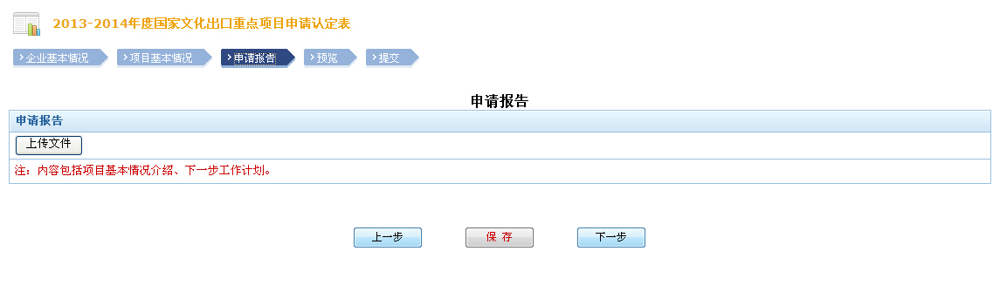 2013-2014年度国家文化出口重点项目申请认定表
企业基本情况 项目基本情况 申请报告 预览 提交
申请报告
申请报告
上传文件
注：内容包括项目基本情况介绍、下一步工作计划。
上一步 保 存 下一步